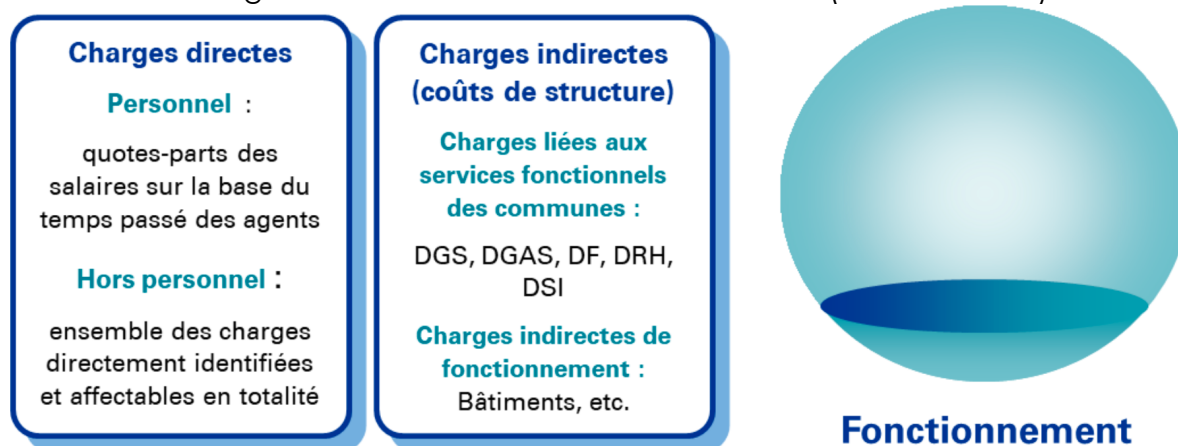 Charges directes
Personnel :
quotes-parts des
salaires sur la base du
temps passé des agents
Hors personnel :
ensemble des charges
directement identifiées
et affectables en totalité
Charges indirectes
(coûts de structure)
Charges liées aux
services fonctionnels
des communes :
DGS, DGAS, DF, DRH,
DSI
Charges indirectes de
fonctionnement :
Bâtiments, etc.
Fonctionnement